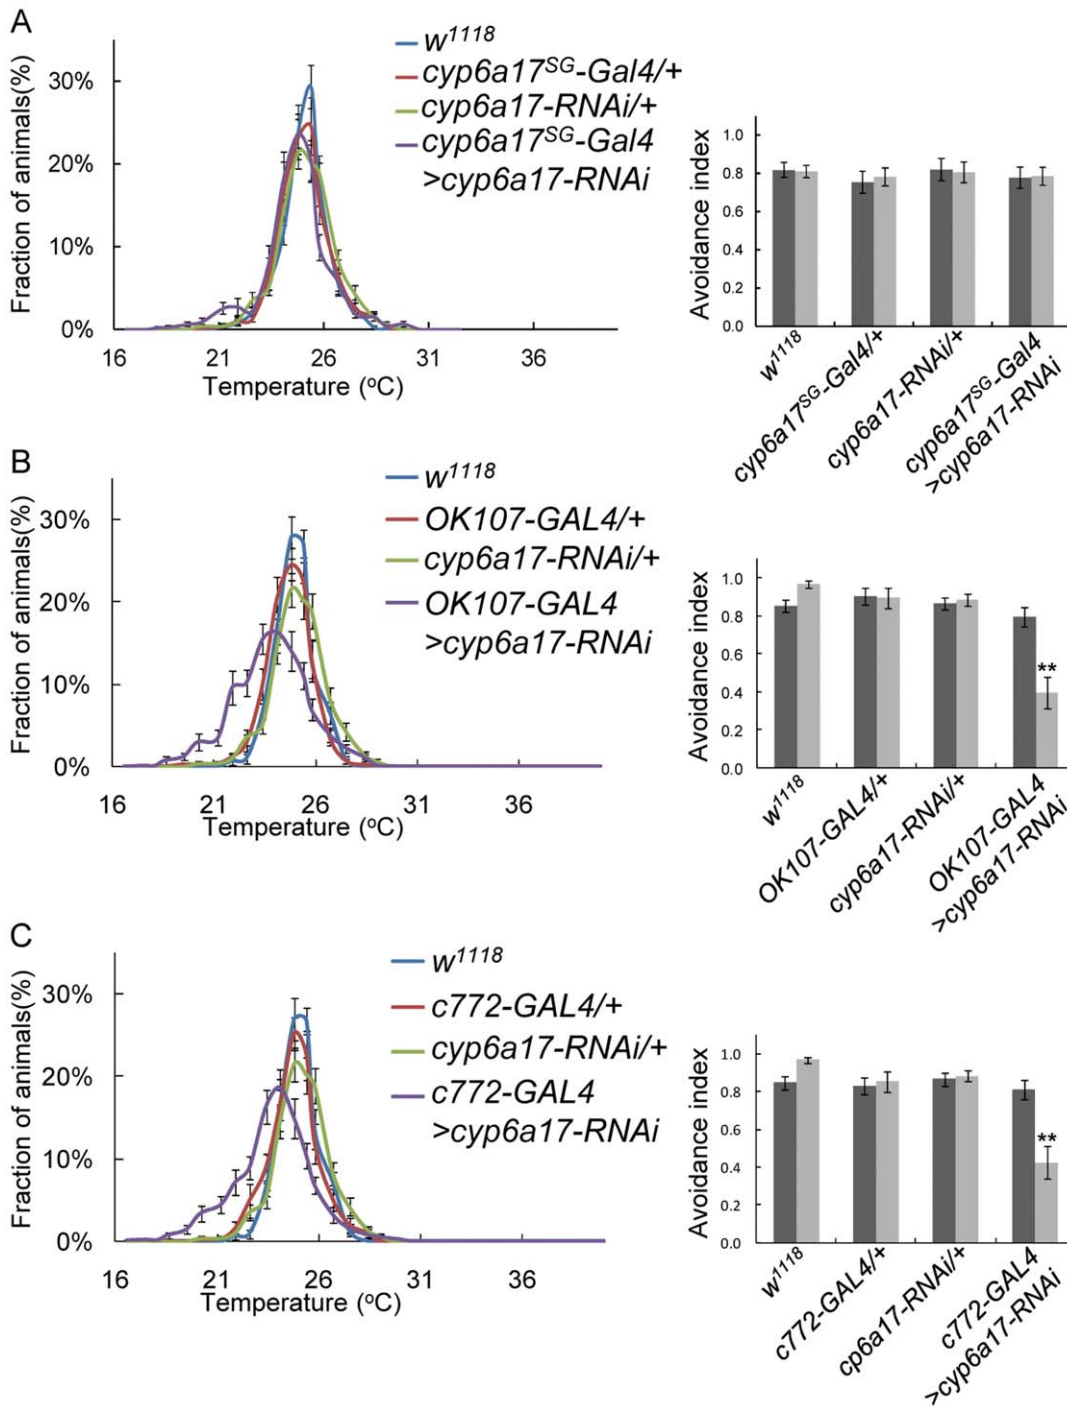 A
w1118
cyp6a17SG-Gal4/+
cyp6a17-RNAi/+
cyp6a17SG-Gal4
>cyp6a17-RNAi
Fraction of animals(%)
30%
20%
10%
0%
16 21 26 31 36
Temperature (oC)
Avoidance index
1.0
0.8
0.6
0.4
0.2
0.0
w1118
cyp6a17SG-Gal4/+
cyp6a17-RNAi/+
cyp6a17SG-Gal4
>cyp6a17-RNAi
B
w1118
OK107-GAL4/+
cyp6a17-RNAi/+
OK107-GAL4
>cyp6a17-RNAi
Fraction of animals(%)
30%
20%
10%
0%
16 21 26 31 36
Temperature (oC)
Avoidance index
1.0
0.8
0.6
0.4
0.2
0.0
**
w1118
OK107-GAL4/+
cyp6a17-RNAi/+
OK107-GAL4
>cyp6a17-RNAi
C
w1118
c772-GAL4/+
cyp6a17-RNAi/+
c772-GAL4
>cyp6a17-RNAi
Fraction of animals(%)
30%
20%
10%
0%
16 21 26 31 36
Temperature (oC)
Avoidance index
1.0
0.8
0.6
0.4
0.2
0.0
**
w1118
c772-GAL4/+
cp6a17-RNAi/+
c772-GAL4
>cyp6a17-RNAi